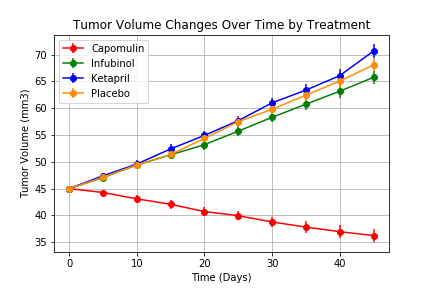 Tumor Volume Changes Over Time by Treatment
Capomulin
Infubinol
Ketapril
Placebo
Tumor Volume (mm3)
70
65
60
55
50
45
40
35
0
10
20
30
40
Time (Days)